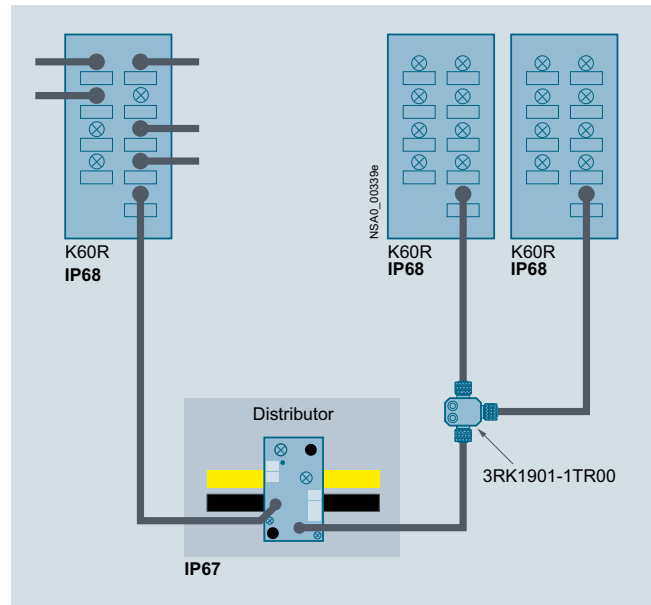 K60R
IP68
NSA0_00339e
K60R
IP68
K60R
IP68
Distributor
3RK1901-1TR00
IP67